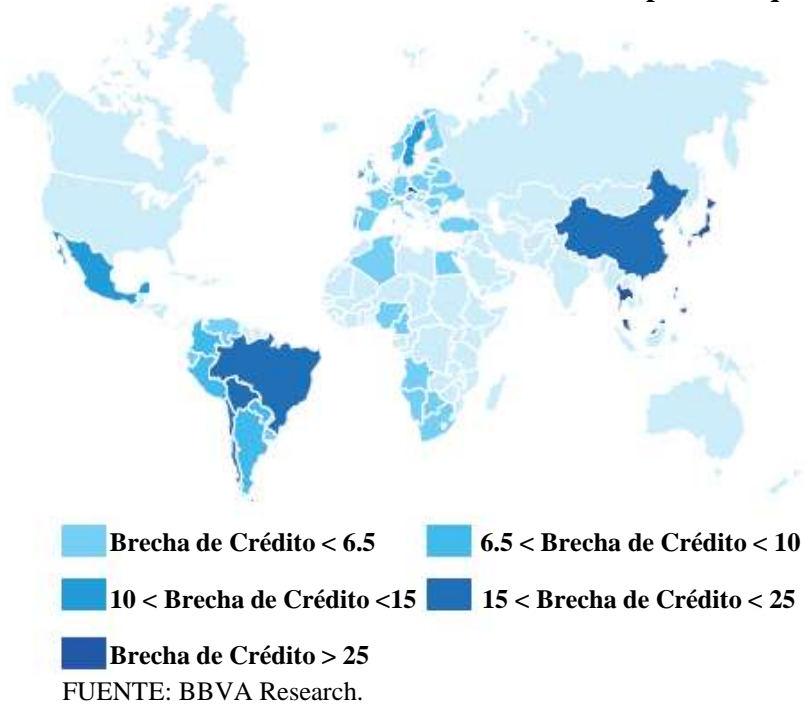 Brecha de Crédito < 6.5
6.5 < Brecha de Crédito < 10
10 < Brecha de Crédito <15
15 < Brecha de Crédito < 25
Brecha de Crédito > 25
FUENTE: BBVA Research.